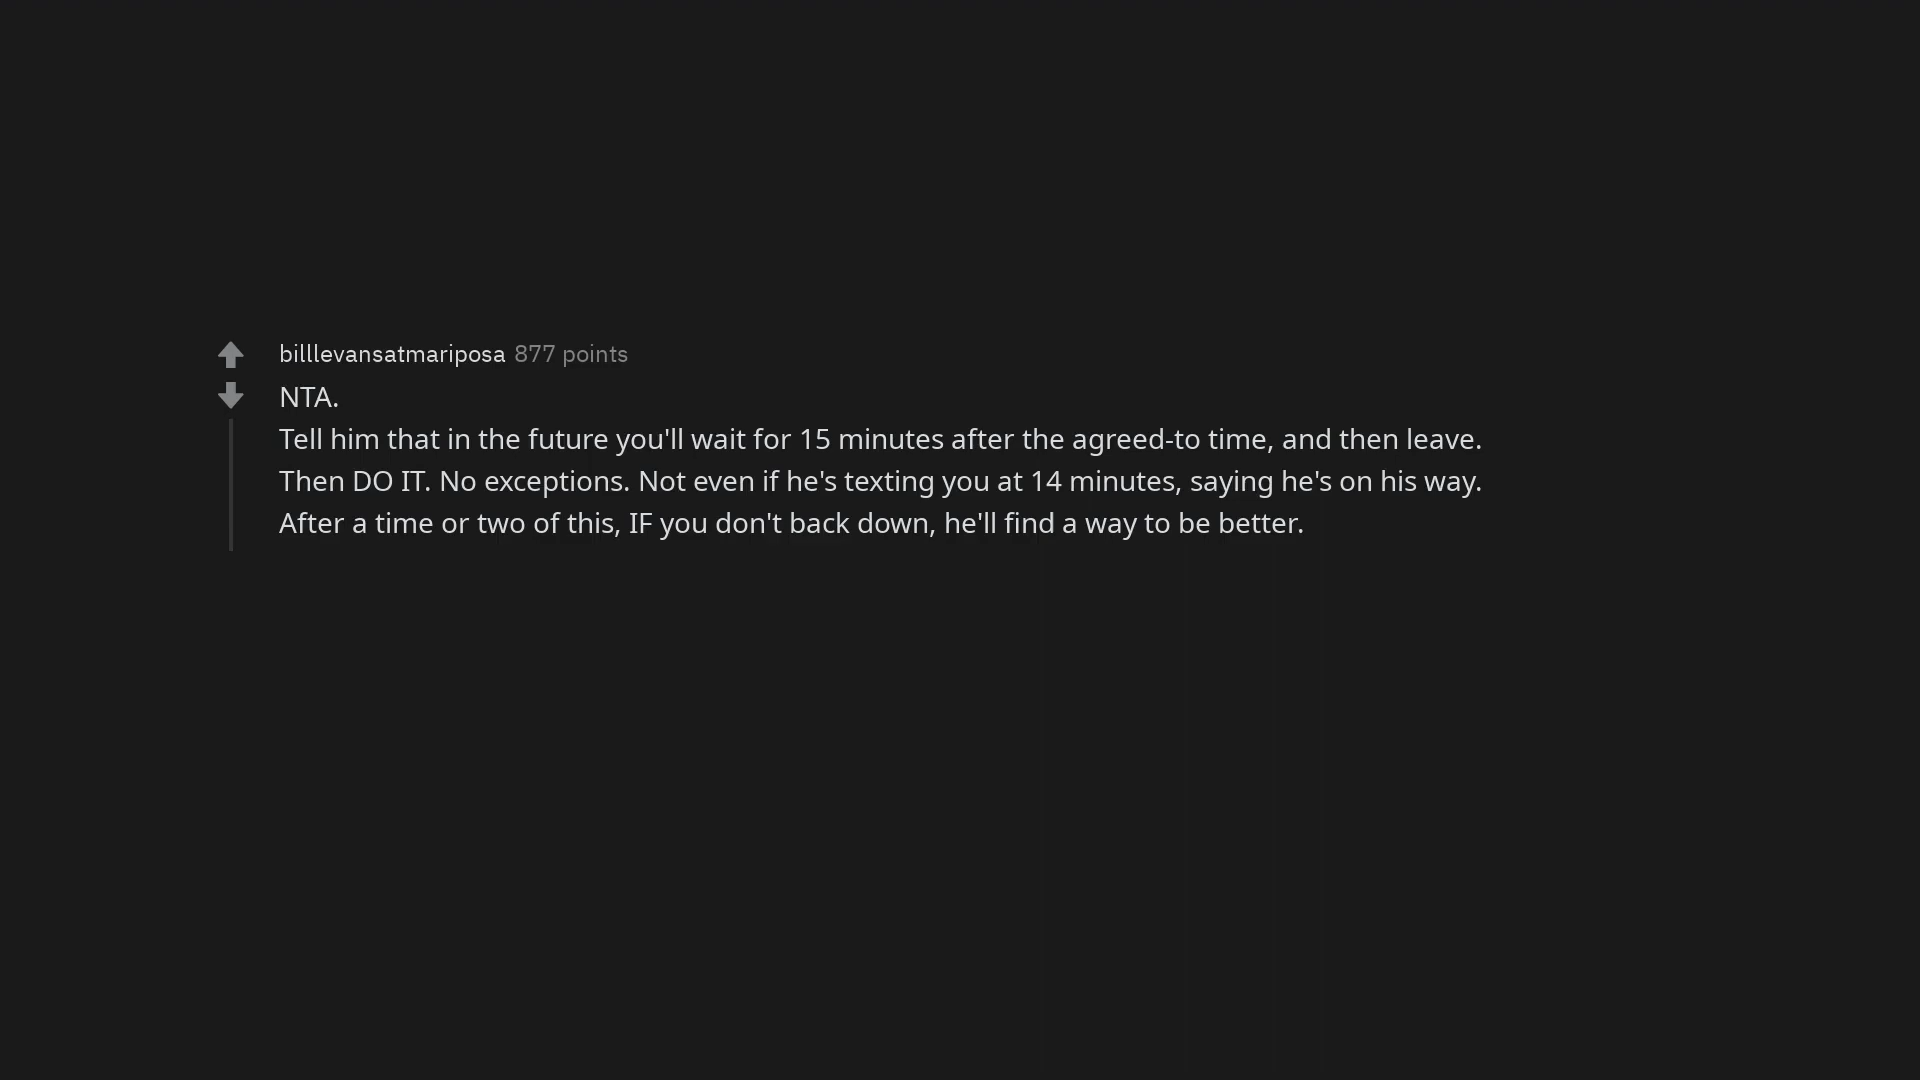 billlevansatmariposa 877 points
NTA.
Tell him that in the future you'll wait for 15 minutes after the agreed-to time, and then leave.
Then DO IT. No exceptions. Not even if he's texting you at 14 minutes, saying he's on his way.
After a time or two of this, IF you don't back down, he'll find a way to be better.